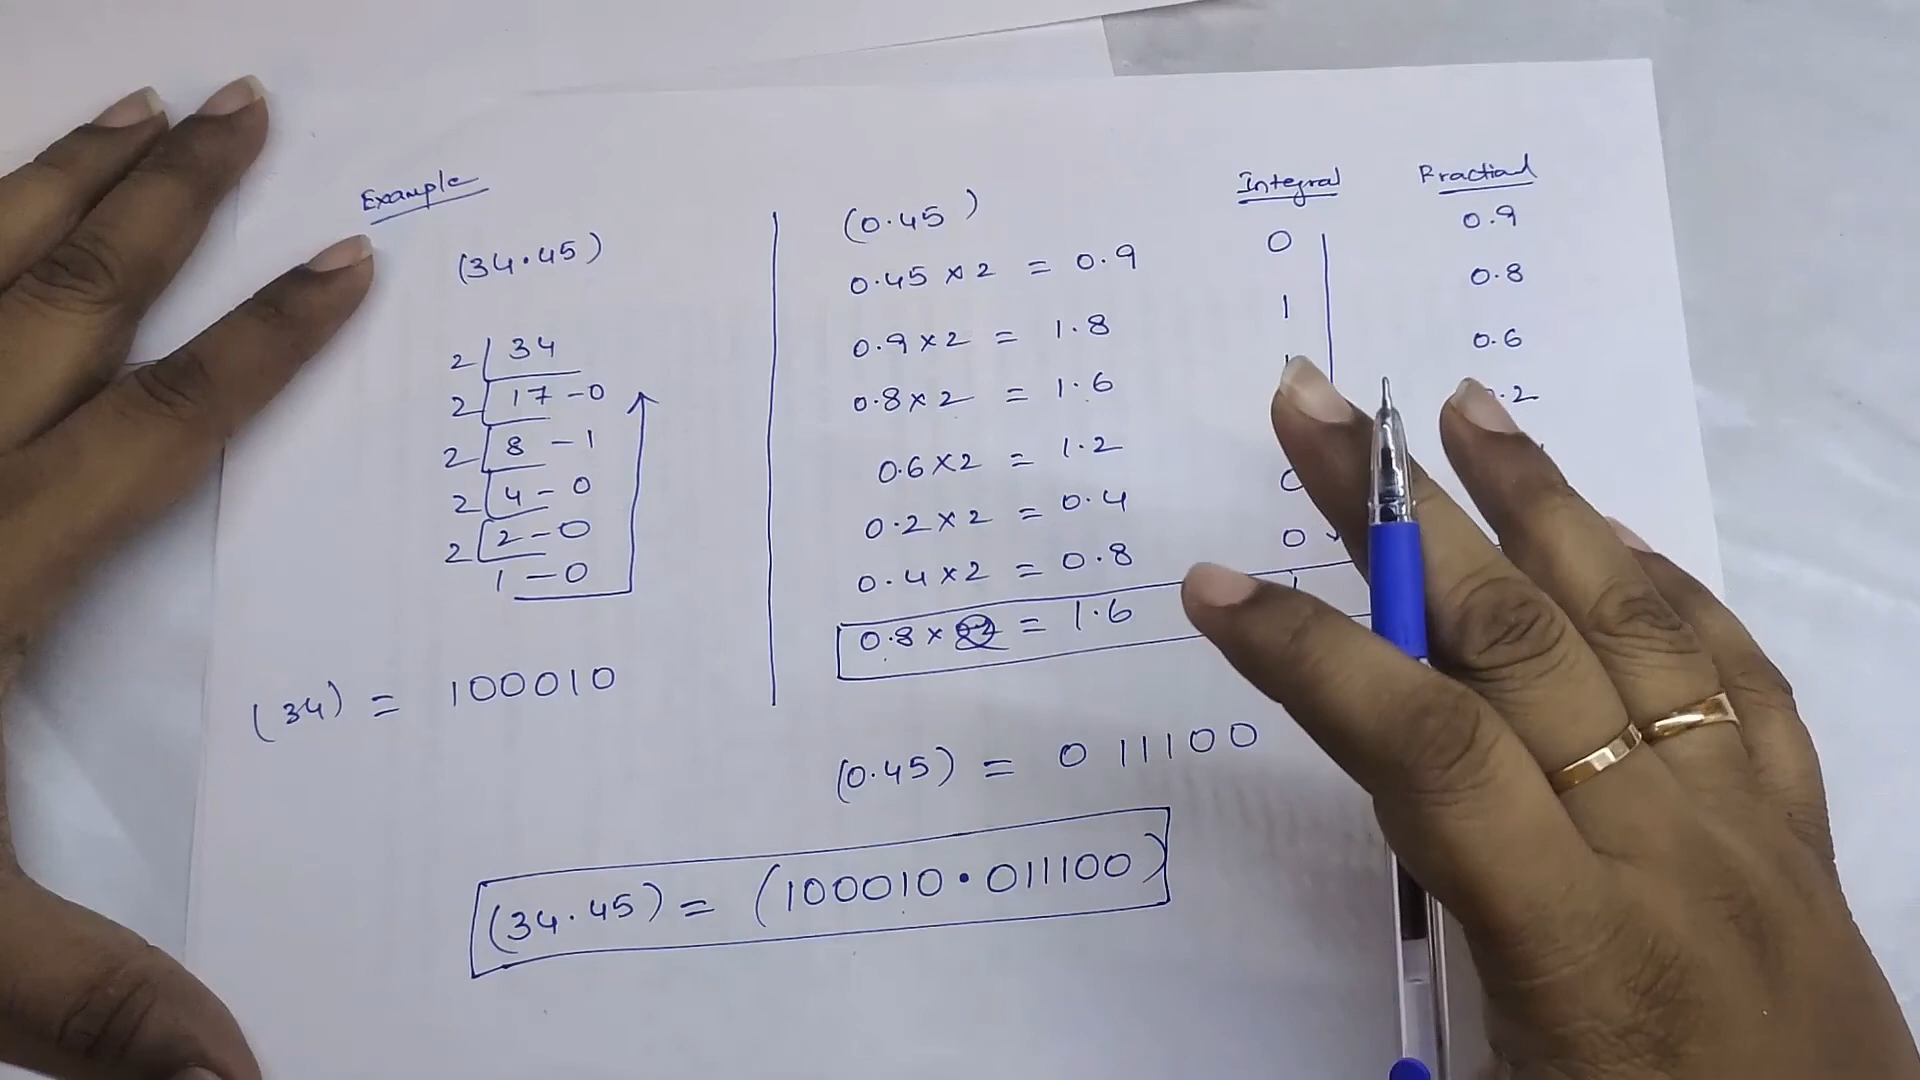 Example
(34.45)
2 | 34
2 | 17 - 0
2 | 8 - 1
2 | 4 - 0
2 | 2 - 0
1 - 0
(34) = 100010
(0.45)
0.45 × 2 = 0.9
0.9 × 2 = 1.8
0.8 × 2 = 1.6
0.6 × 2 = 1.2
0.2 × 2 = 0.4
0.4 × 2 = 0.8
0.8 × 2 = 1.6
Integral
0
1
0
0
Fractional
0.9
0.8
0.6
.2
(0.45) = 011100
(34.45) = (100010.011100)